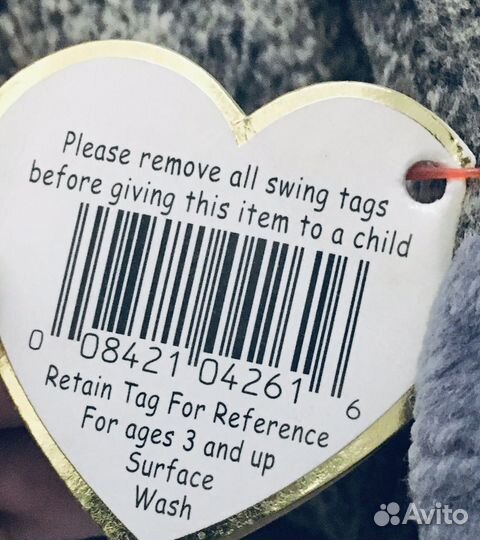 Please remove all swing tags
before giving this item to a child
0 08421 04261 6
Retain Tag For Reference
For ages 3 and up
Surface
Wash
Avito